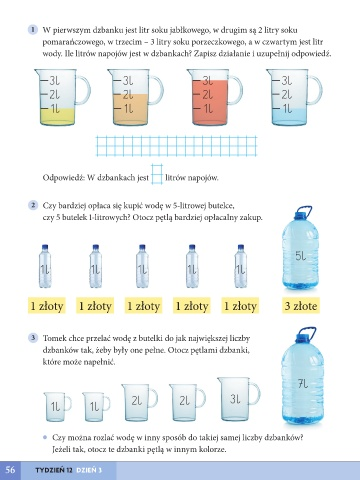 1 W pierwszym dzbanku jest litr soku jabłkowego, w drugim są 2 litry soku
pomarańczowego, w trzecim – 3 litry soku porzeczkowego, a w czwartym jest litr
wody. Ile litrów napojów jest w dzbankach? Zapisz działanie i uzupełnij odpowiedź.
3l 3l 3l 3l
2l 2l 2l 2l
1l 1l 1l 1l
Odpowiedź: W dzbankach jest litrów napojów.
2 Czy bardziej opłaca się kupić wodę w 5-litrowej butelce,
czy 5 butelek 1-litrowych? Otocz pętlą bardziej opłacalny zakup.
5l
1l 1l 1l 1l 1l
1 złoty 1 złoty 1 złoty 1 złoty 1 złoty 3 złote
3 Tomek chce przelać wodę z butelki do jak największej liczby
dzbanków tak, żeby były one pełne. Otocz pętlami dzbanki,
które może napełnić.
7l
1l 1l 2l 2l 3l
Czy można rozlać wodę w inny sposób do takiej samej liczby dzbanków?
Jeżeli tak, otocz te dzbanki pętlą w innym kolorze.
56 TYDZIEŃ 12 DZIEŃ 3